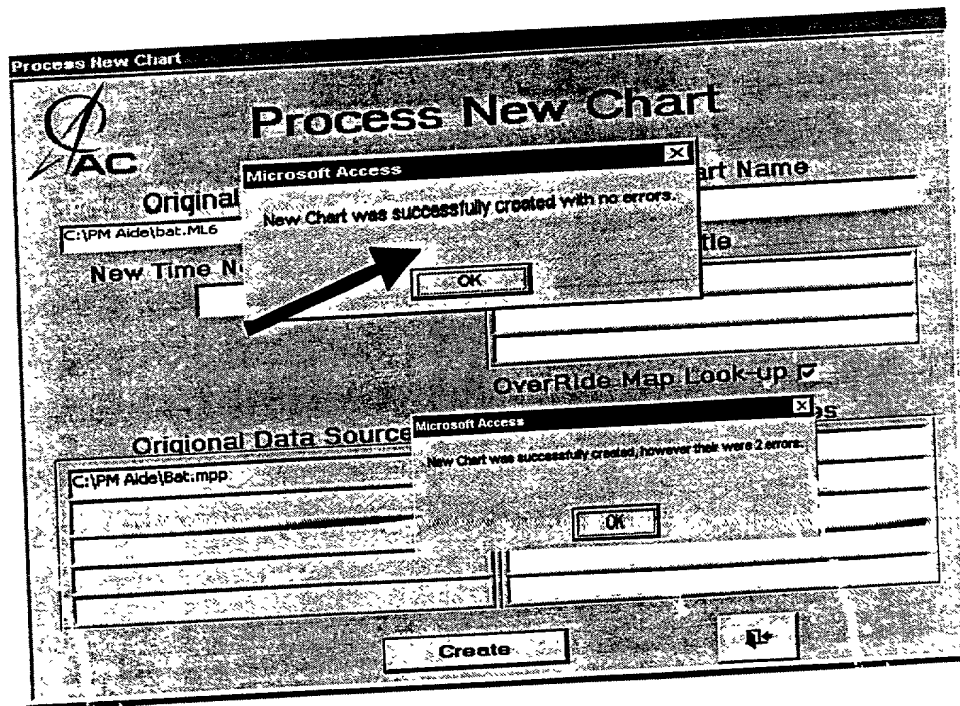 Process New Chart
AC
Process New Chart
Microsoft Access
New Chart was successfully created with no errors.
OK
Original
art Name
C:\PM Aide\bat.ML6
New Time N
tle
OverRide Map Look-up
Origional Data Source
es
Microsoft Access
New Chart was successfully created, however their were 2 errors.
OK
C:\PM Aide\Bat.mpp
Create